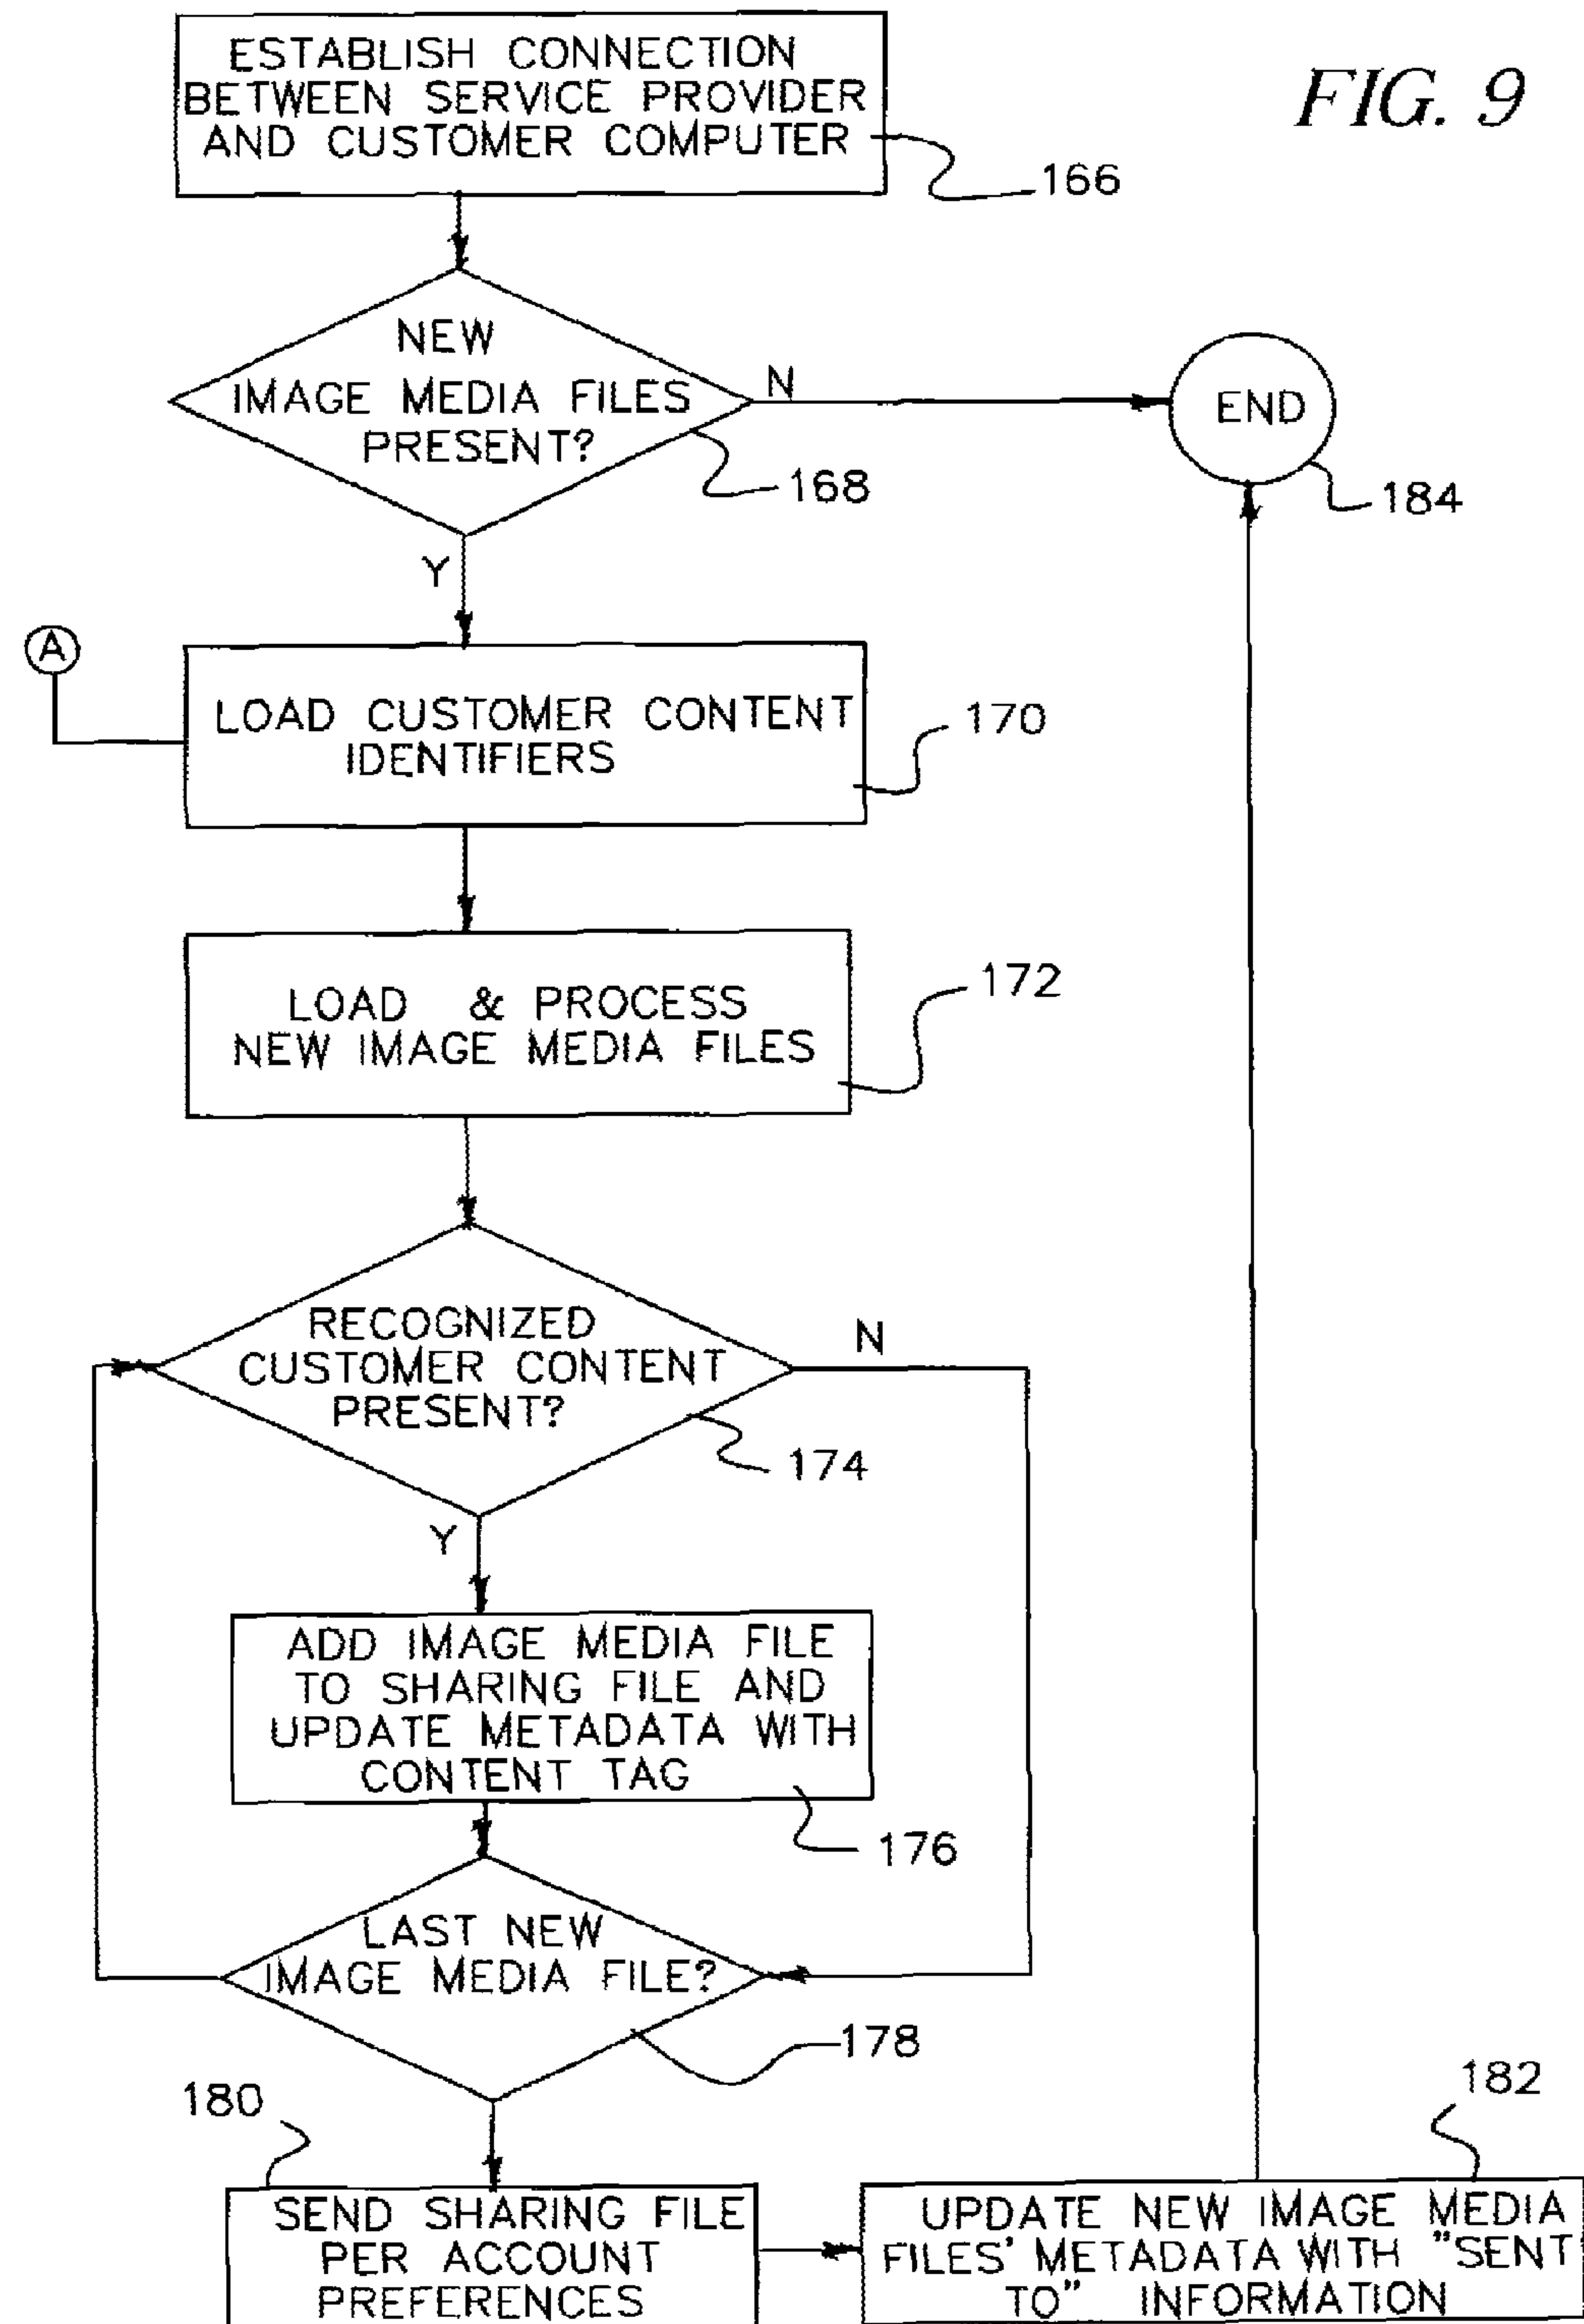 FIG. 9
ESTABLISH CONNECTION
BETWEEN SERVICE PROVIDER
AND CUSTOMER COMPUTER
166
NEW
IMAGE MEDIA FILES
PRESENT?
N
168
END
184
Y
A
LOAD CUSTOMER CONTENT
IDENTIFIERS
170
LOAD & PROCESS
NEW IMAGE MEDIA FILES
172
RECOGNIZED
CUSTOMER CONTENT
PRESENT?
N
174
Y
ADD IMAGE MEDIA FILE
TO SHARING FILE AND
UPDATE METADATA WITH
CONTENT TAG
176
LAST NEW
IMAGE MEDIA FILE?
178
180
SEND SHARING FILE
PER ACCOUNT
PREFERENCES
182
UPDATE NEW IMAGE MEDIA
FILES' METADATA WITH "SENT
TO" INFORMATION